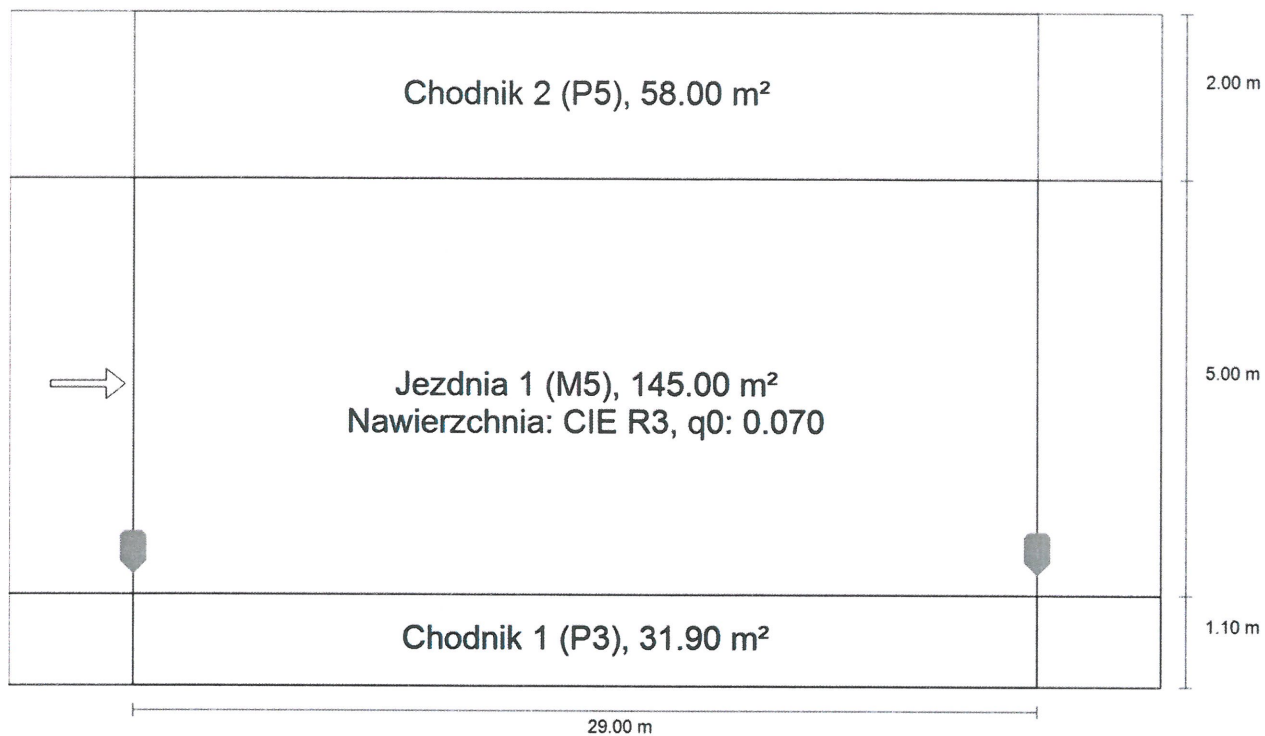 Chodnik 2 (P5), 58.00 m²
2.00 m
Jezdnia 1 (M5), 145.00 m²
Nawierzchnia: CIE R3, q0: 0.070
5.00 m
Chodnik 1 (P3), 31.90 m²
1.10 m
29.00 m